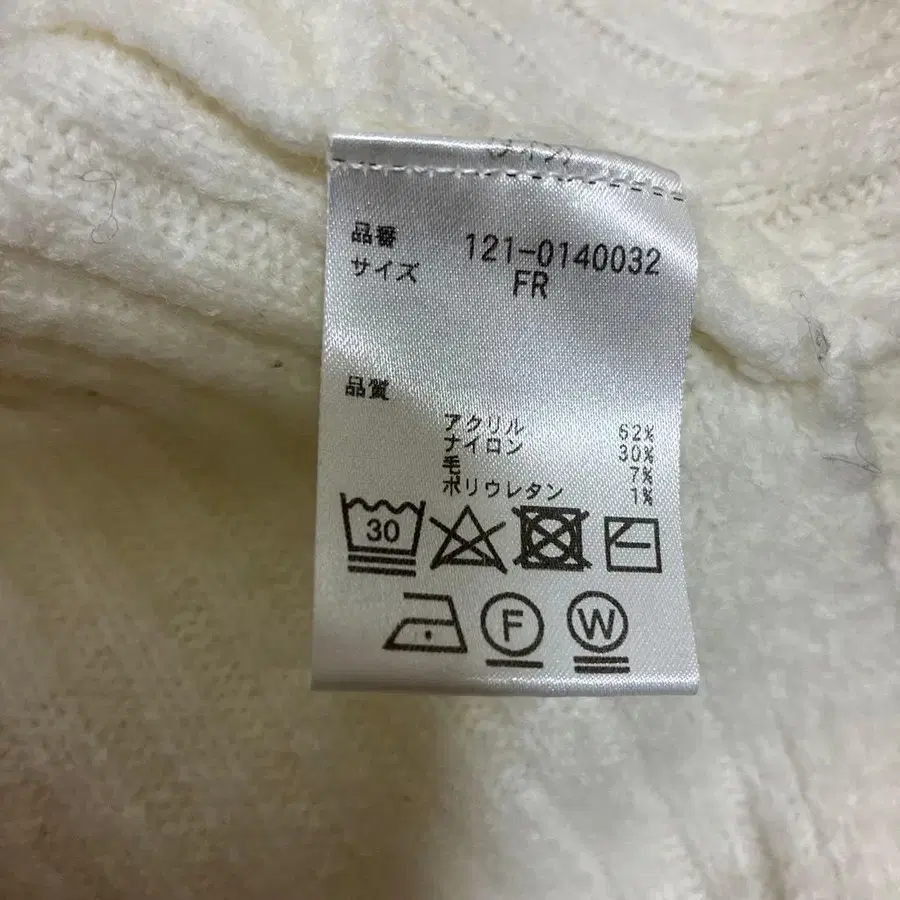 品番 121-0140032
サイズ FR
品質
アクリル 62%
ナイロン 30%
毛 7%
ポリウレタン 1%
30
F
W